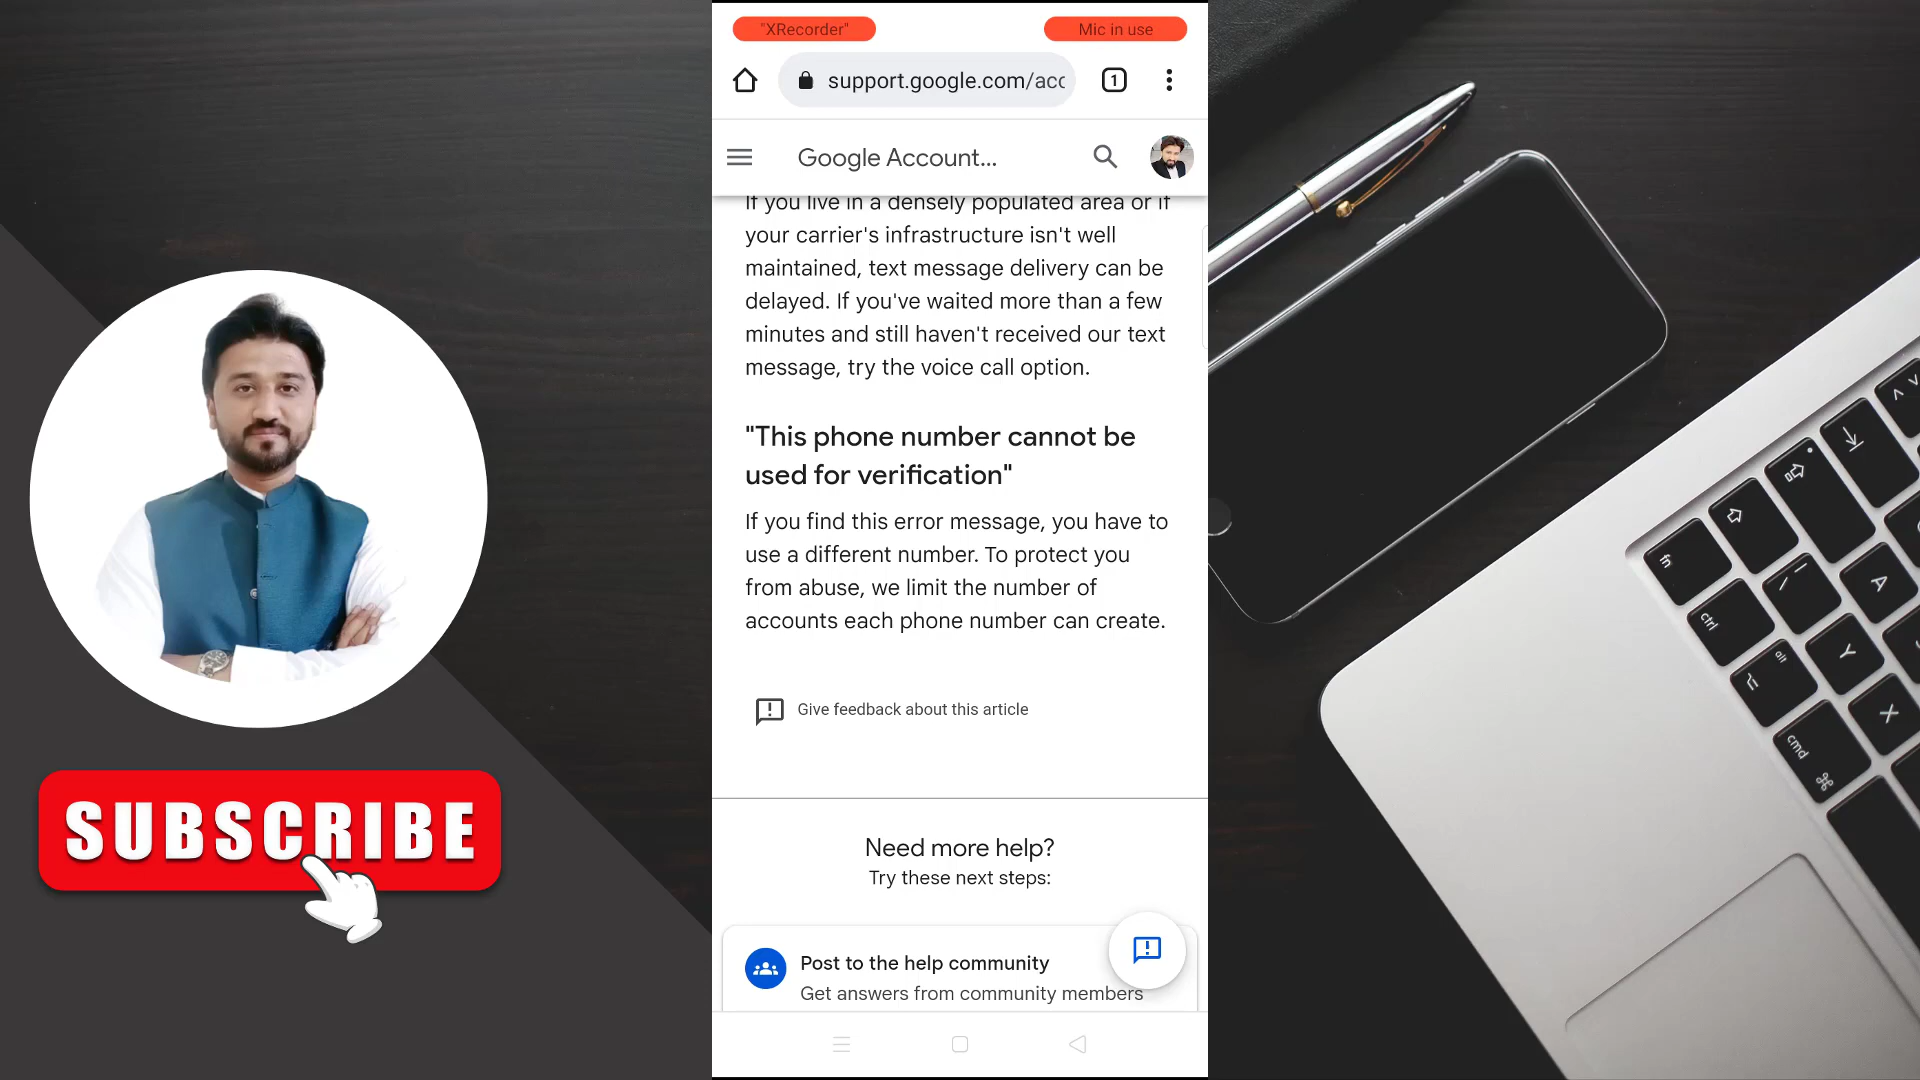 "XRecorder"
Mic in use
support.google.com/acc
1
Google Account...
If you live in a densely populated area or if
your carrier's infrastructure isn't well
maintained, text message delivery can be
delayed. If you've waited more than a few
minutes and still haven't received our text
message, try the voice call option.
"This phone number cannot be
used for verification"
If you find this error message, you have to
use a different number. To protect you
from abuse, we limit the number of
accounts each phone number can create.
Give feedback about this article
Need more help?
Try these next steps:
Post to the help community
Get answers from community members
SUBSCRIBE
fn
ctrl
alt
cmd
A
Y
X